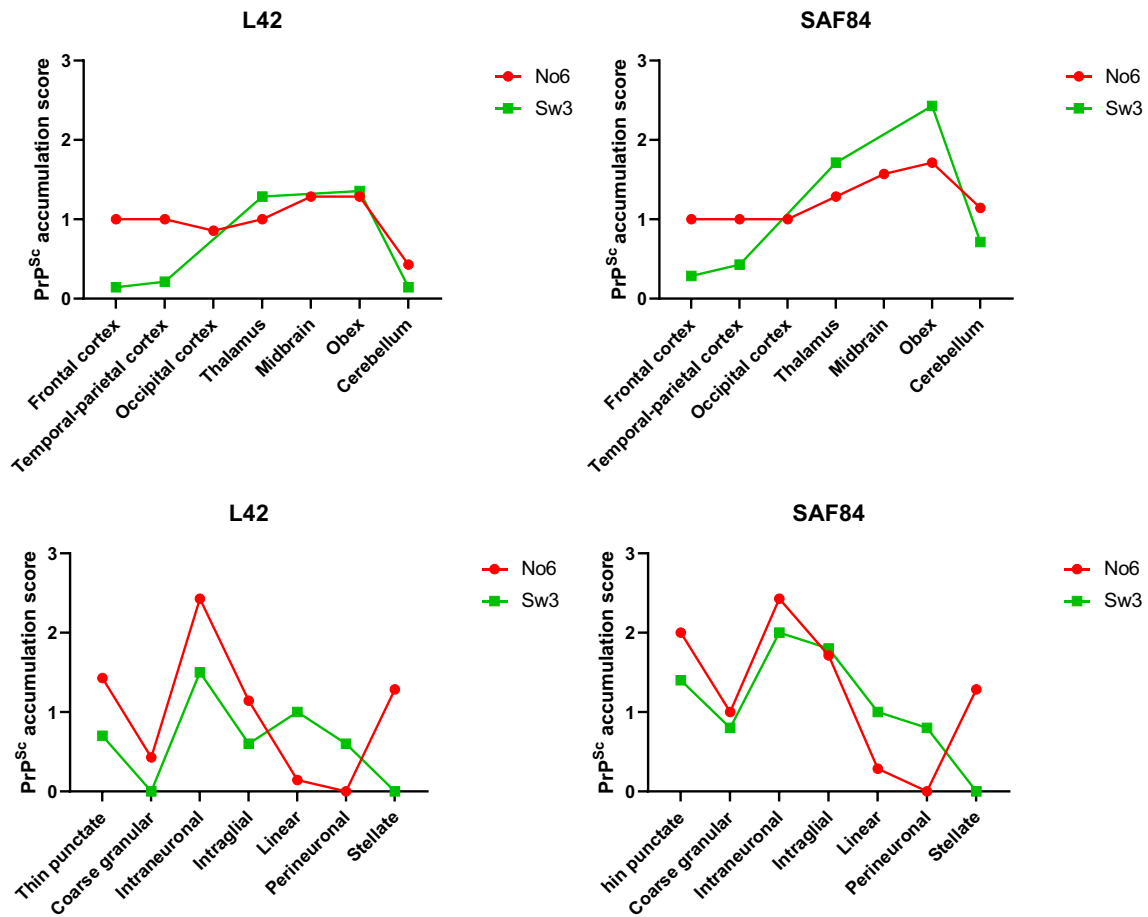 L42
PrPSc accumulation score
3
2
1
0
Frontal cortex
Temporal-parietal cortex
Occipital cortex
Thalamus
Midbrain
Obex
Cerebellum
No6
Sw3
SAF84
PrPSc accumulation score
3
2
1
0
Frontal cortex
Temporal-parietal cortex
Occipital cortex
Thalamus
Midbrain
Obex
Cerebellum
No6
Sw3
L42
PrPSc accumulation score
3
2
1
0
Thin punctate
Coarse granular
Intraneuronal
Intraglial
Linear
Perineuronal
Stellate
No6
Sw3
SAF84
PrPSc accumulation score
3
2
1
0
hin punctate
Coarse granular
Intraneuronal
Intraglial
Linear
Perineuronal
Stellate
No6
Sw3